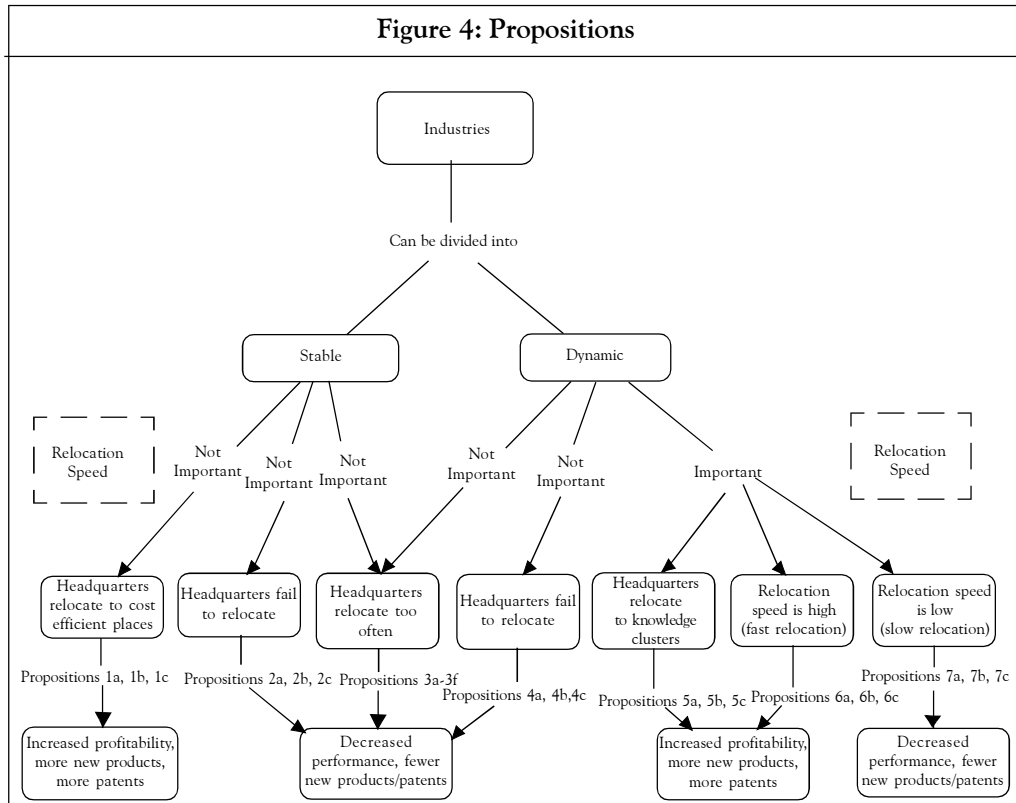 Figure 4: Propositions
Industries
Can be divided into
Stable
Dynamic
Relocation
Speed
Not
Important
Not
Important
Not
Important
Not
Important
Not
Important
Important
Relocation
Speed
Headquarters
relocate to cost
efficient places
Headquarters fail
to relocate
Headquarters
relocate too
often
Headquarters fail
to relocate
Headquarters
relocate
to knowledge
clusters
Relocation
speed is high
(fast relocation)
Relocation speed
is low
(slow relocation)
Propositions 1a, 1b, 1c
Propositions 2a, 2b, 2c
Propositions 3a-3f
Propositions 4a, 4b,4c
Propositions 5a, 5b, 5c
Propositions 6a, 6b, 6c
Propositions 7a, 7b, 7c
Increased profitability,
more new products,
more patents
Decreased
performance, fewer
new products/patents
Increased profitability,
more new products,
more patents
Decreased
performance, fewer
new products/patents